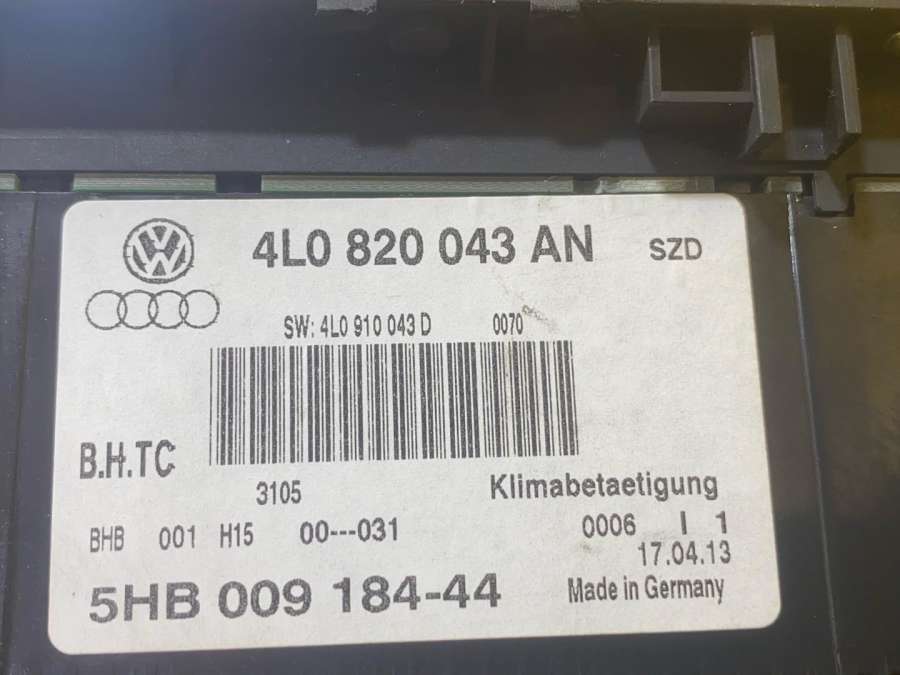 4L0 820 043 AN SZD
SW: 4L0 910 043 D 0070
B.H.TC
3105 Klimabetaetigung
BHB 001 H15 00---031 0006 I 1
17.04.13
5HB 009 184-44 Made in Germany